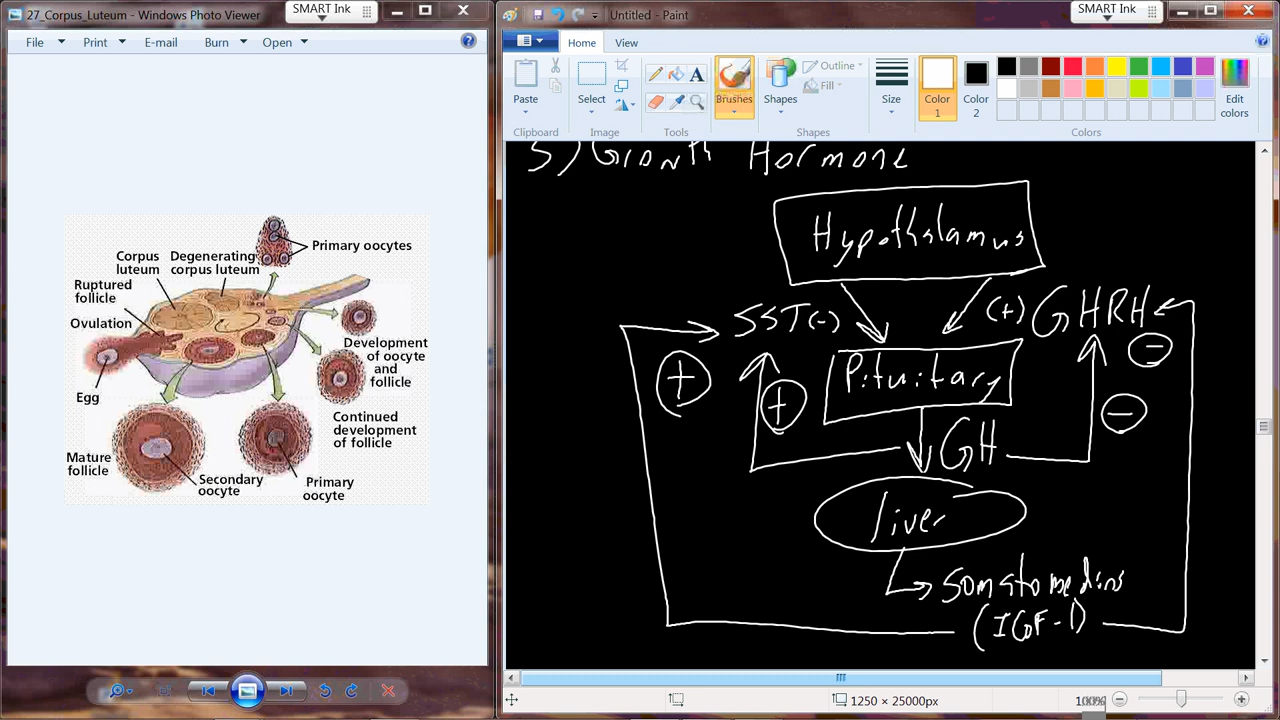 27_Corpus_Luteum - Windows Photo Viewer
SMART Ink
File Print E-mail Burn Open
Primary oocytes
Corpus luteum
Degenerating corpus luteum
Ruptured follicle
Ovulation
Egg
Development of oocyte and follicle
Continued development of follicle
Mature follicle
Secondary oocyte
Primary oocyte
Untitled - Paint
SMART Ink
Home View
Paste
Select
Brushes
Outline
Fill
Shapes
Size
Color 1
Color 2
Edit colors
Clipboard Image Tools Shapes Colors
5) Growth Hormone
Hypothalamus
SST(-) (+) GHRH
+ + - -
Pituitary
GH
liver
Somatomedins
(IGF-1)
1250 × 25000px
100%